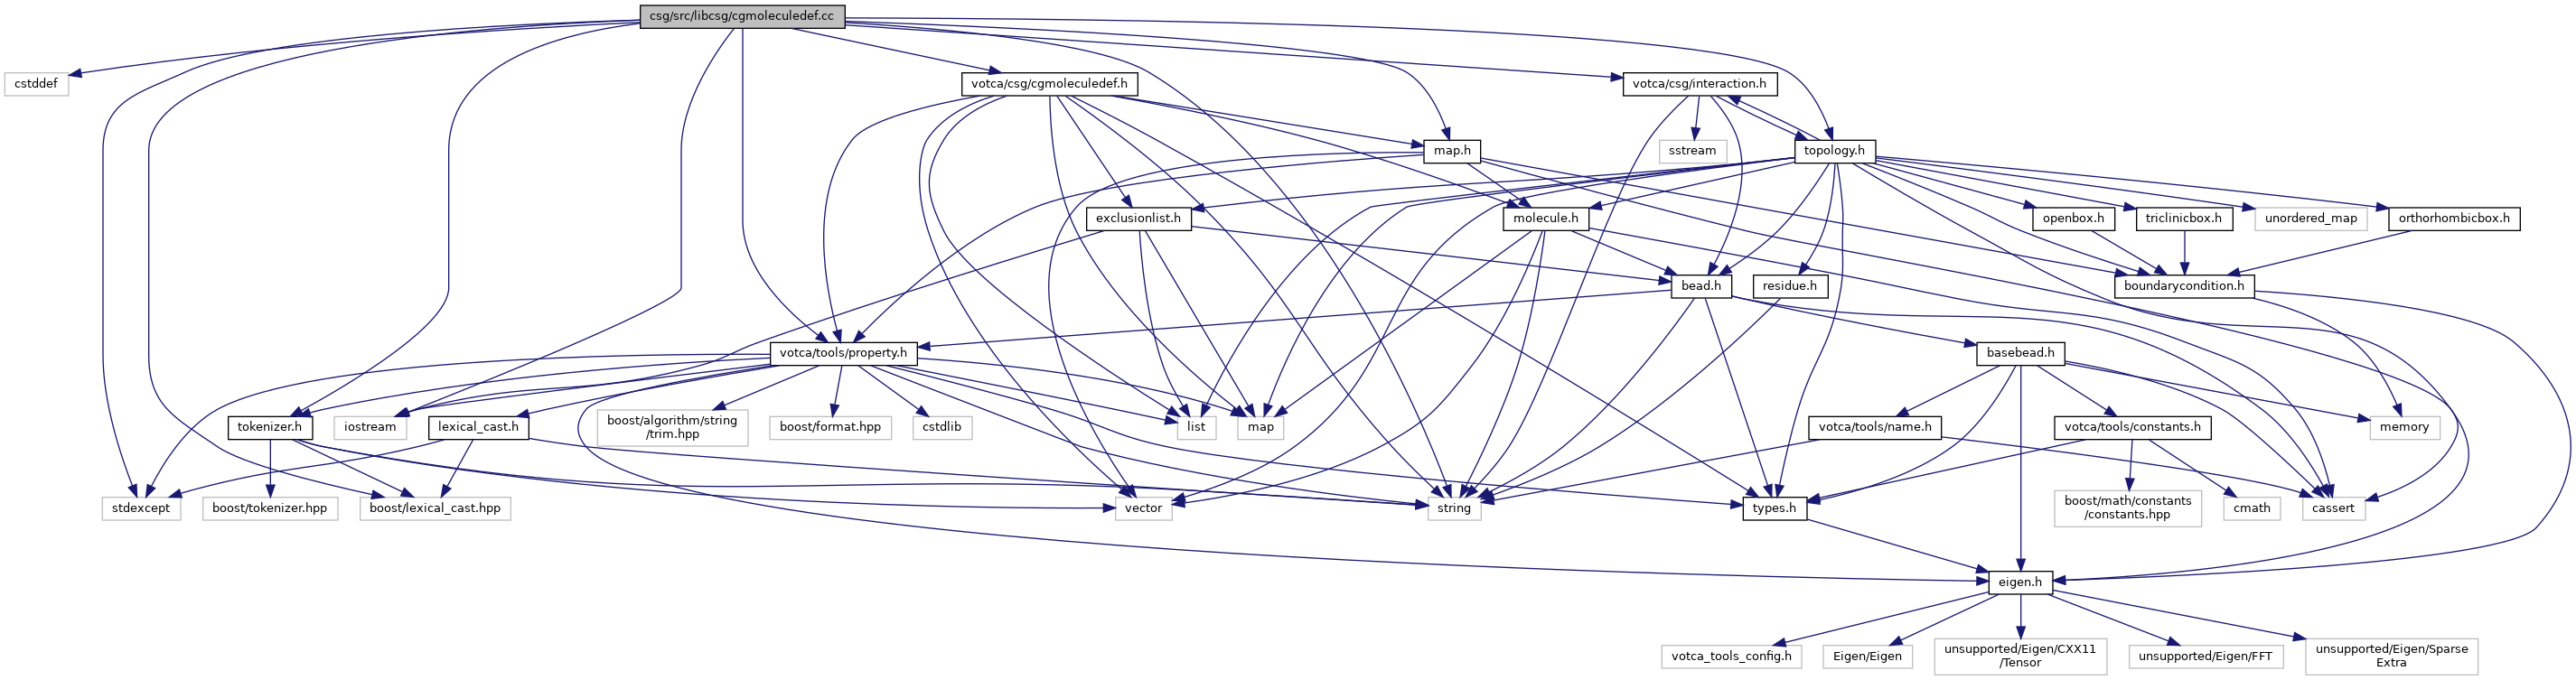 csg/src/libcsg/cgmoleculedef.cc
cstddef
votca/csg/cgmoleculedef.h
votca/csg/interaction.h
map.h
sstream
topology.h
exclusionlist.h
molecule.h
openbox.h
triclinicbox.h
unordered_map
orthorhombicbox.h
bead.h
residue.h
boundarycondition.h
votca/tools/property.h
basebead.h
tokenizer.h
iostream
lexical_cast.h
boost/algorithm/string
/trim.hpp
boost/format.hpp
cstdlib
list
map
votca/tools/name.h
votca/tools/constants.h
memory
stdexcept
boost/tokenizer.hpp
boost/lexical_cast.hpp
vector
string
types.h
boost/math/constants
/constants.hpp
cmath
cassert
eigen.h
votca_tools_config.h
Eigen/Eigen
unsupported/Eigen/CXX11
/Tensor
unsupported/Eigen/FFT
unsupported/Eigen/Sparse
Extra